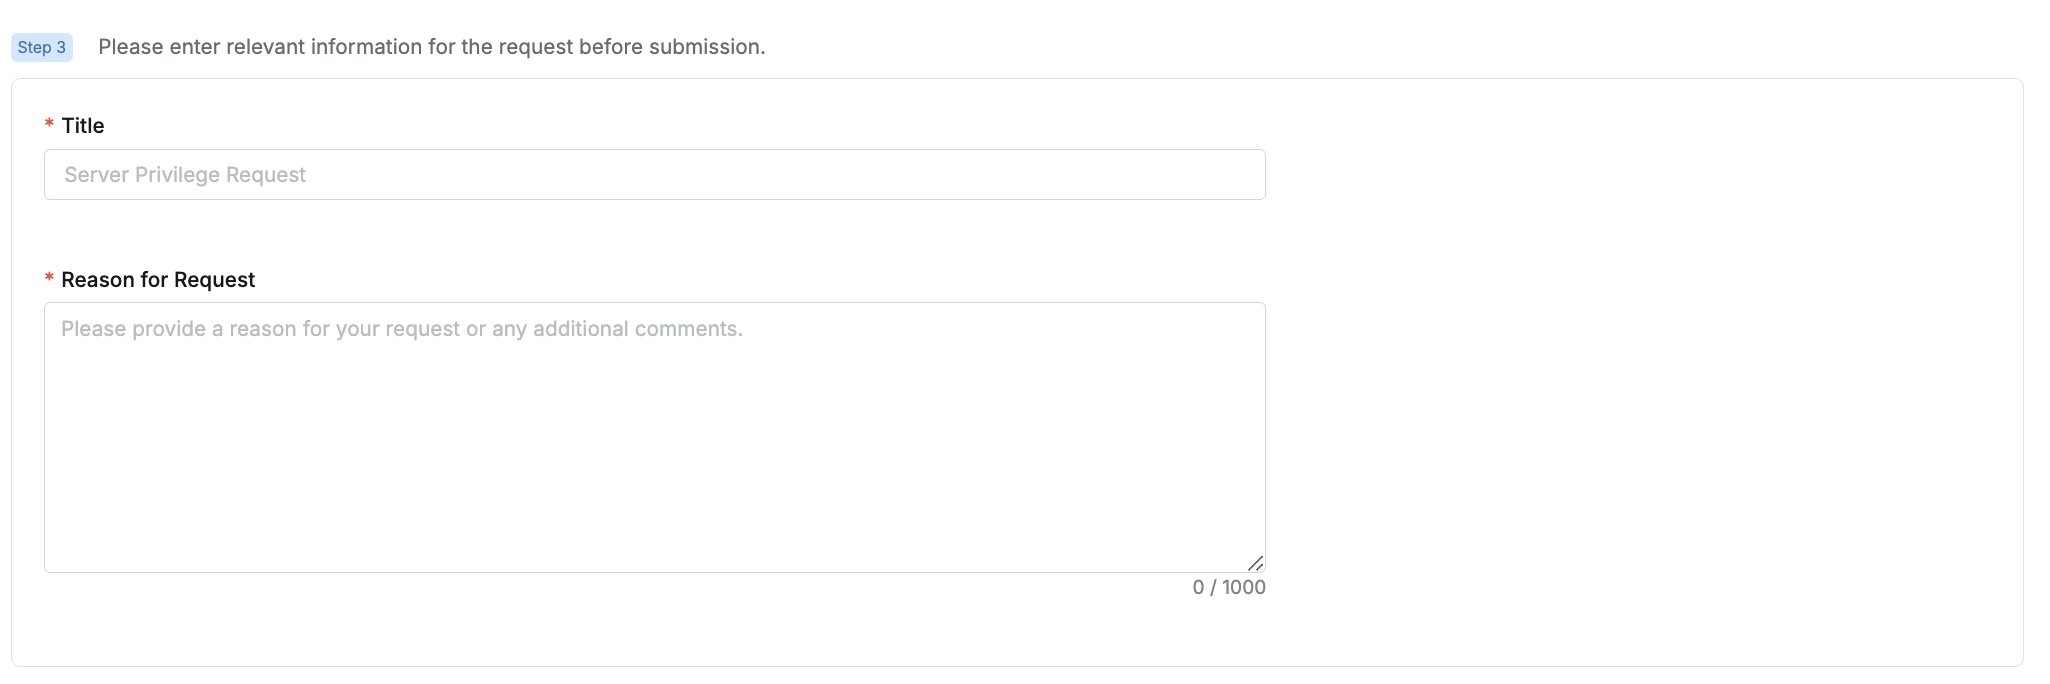 Step 3 Please enter relevant information for the request before submission.
* Title
Server Privilege Request
* Reason for Request
Please provide a reason for your request or any additional comments.
0 / 1000